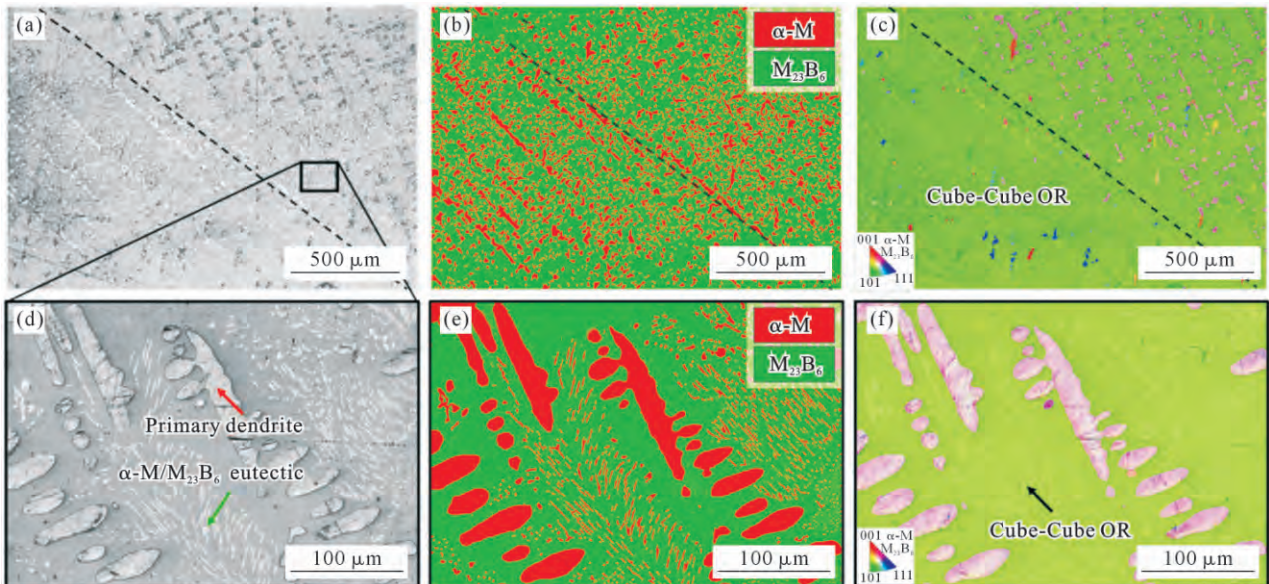 (a)
500 μm
(b)
α-M
M₂₃B₆
500 μm
(c)
Cube-Cube OR
001 α-M
M₂₃B₆
101 111
500 μm
(d)
Primary dendrite
α-M/M₂₃B₆ eutectic
100 μm
(e)
α-M
M₂₃B₆
100 μm
(f)
Cube-Cube OR
001 α-M
M₂₃B₆
101 111
100 μm